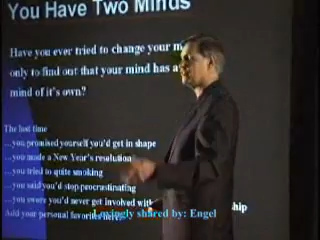 You Have Two Minds
Have you ever tried to change your m
only to find out that your mind has a
mind of it's own?
The last time
...you promised yourself you'd get in shape
...you made a New Year's resolution
...you tried to quite smoking
...you said you'd stop procrastinating
...you swore you'd never get involved with ship
Add your personal favorites here.
Lovingly shared by: Engel